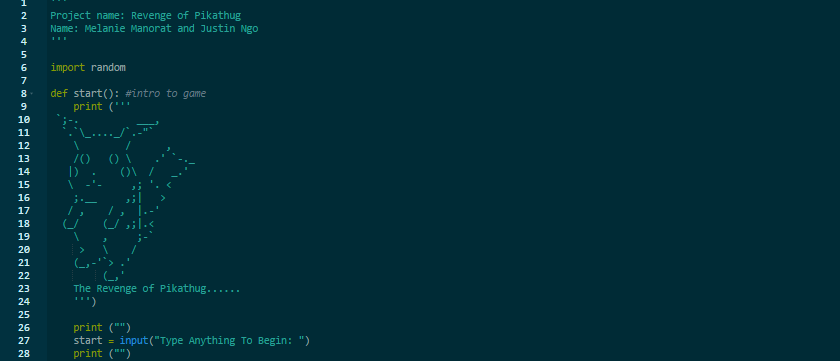 1 '''
2 Project name: Revenge of Pikathug
3 Name: Melanie Manorat and Justin Ngo
4 '''
5
6 import random
7
8 def start(): #intro to game
9     print ('''
10  `;-.          ___,
11   `.`\_...._/`.-"`
12     \        /      ,
13     /()   () \    .' `-._
14    |)  .    ()\  /   _.'
15    \  -'-     ,; '. <
16     ;.__     ,;|   >
17    / ,    / ,  |.-'
18   (_/    (_/ ,;|.<
19     \    ,     ;-`
20      >   \    /
21     (_,-'`> .'
22          (_,'
23     The Revenge of Pikathug......
24     ''')
25
26     print ("")
27     start = input("Type Anything To Begin: ")
28     print ("")